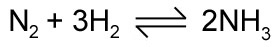 N₂ + 3H₂ ⇌ 2NH₃